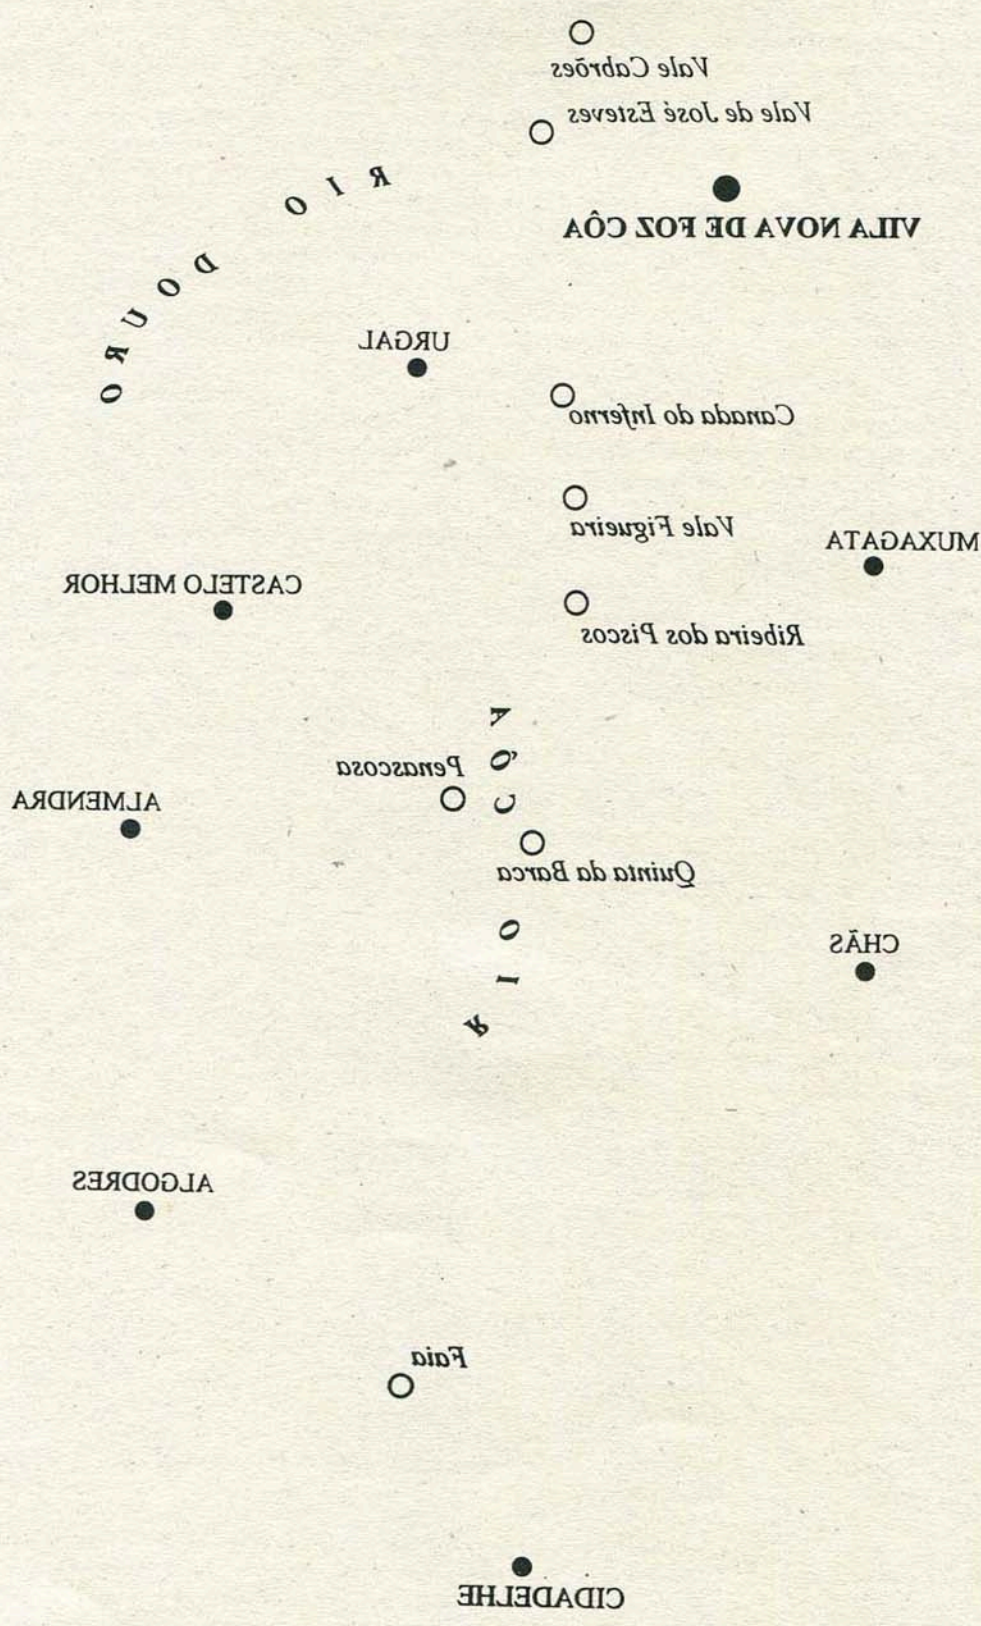 Vale Cabrões
Vale de José Esteves
RIO DOURO
VILA NOVA DE FOZ CÔA
URGAL
Canada do Inferno
Vale Figueira
MUXAGATA
CASTELO MELHOR
Ribeira dos Piscos
RIO CÔA
Penascosa
ALMENDRA
Quinta da Barca
CHÃS
ALGODRES
Faia
CIDADELHE